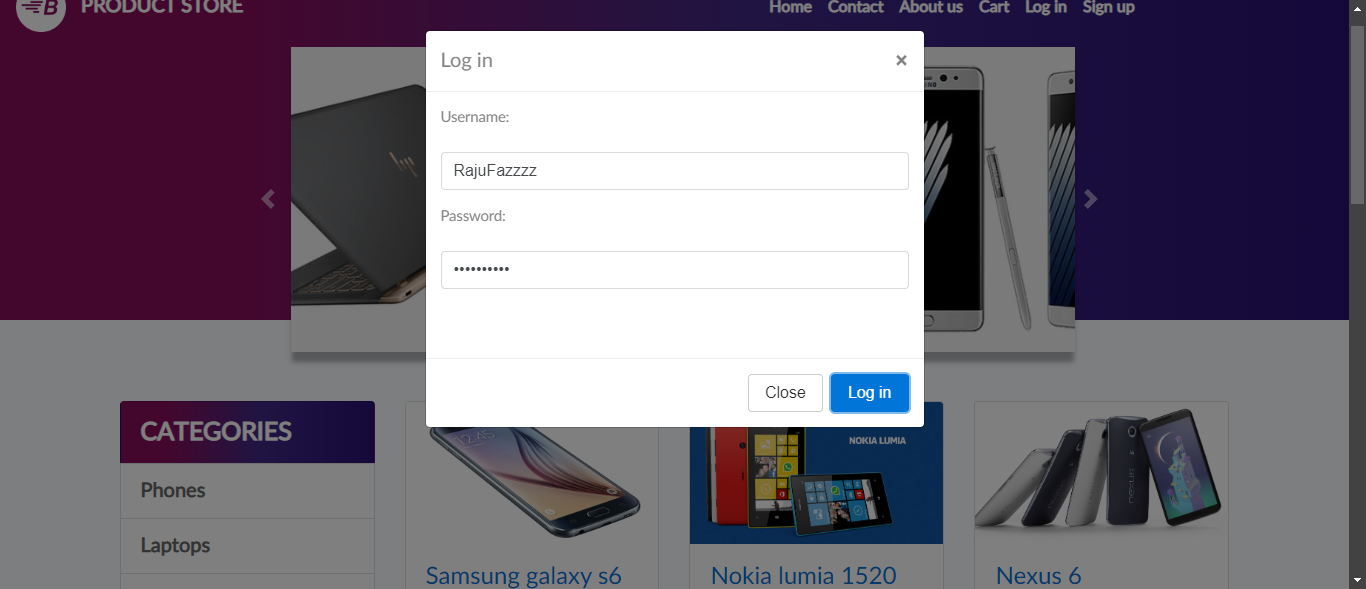 PRODUCT STORE
Home Contact About us Cart Log in Sign up
Log in
×
Username:
RajuFazzzz
Password:
••••••••••
Close Log in
CATEGORIES
Phones
Laptops
NOKIA LUMIA
Samsung galaxy s6
Nokia lumia 1520
Nexus 6